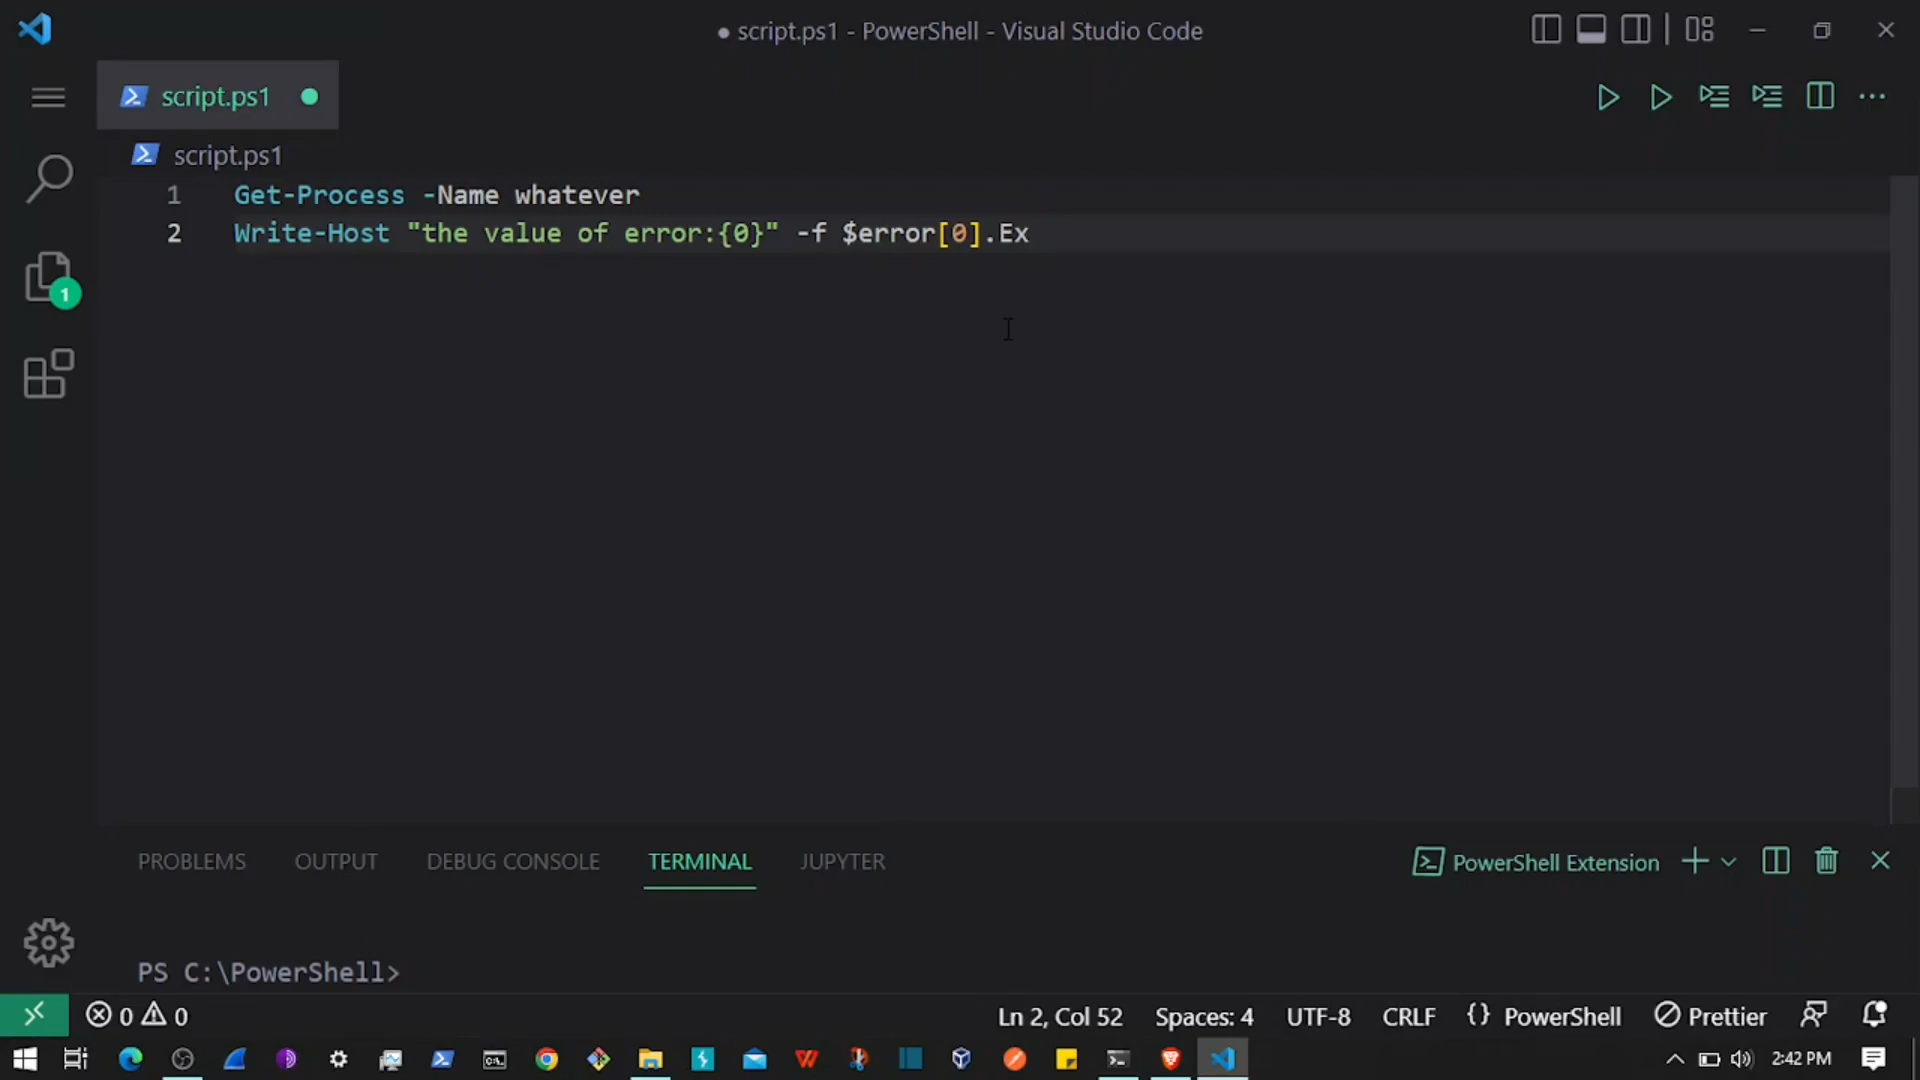 ● script.ps1 - PowerShell - Visual Studio Code
script.ps1
script.ps1
1 Get-Process -Name whatever
2 Write-Host "the value of error:{0}" -f $error[0].Ex
1
PROBLEMS OUTPUT DEBUG CONSOLE TERMINAL JUPYTER PowerShell Extension
PS C:\PowerShell>
0 0 Ln 2, Col 52 Spaces: 4 UTF-8 CRLF {} PowerShell Prettier
2:42 PM